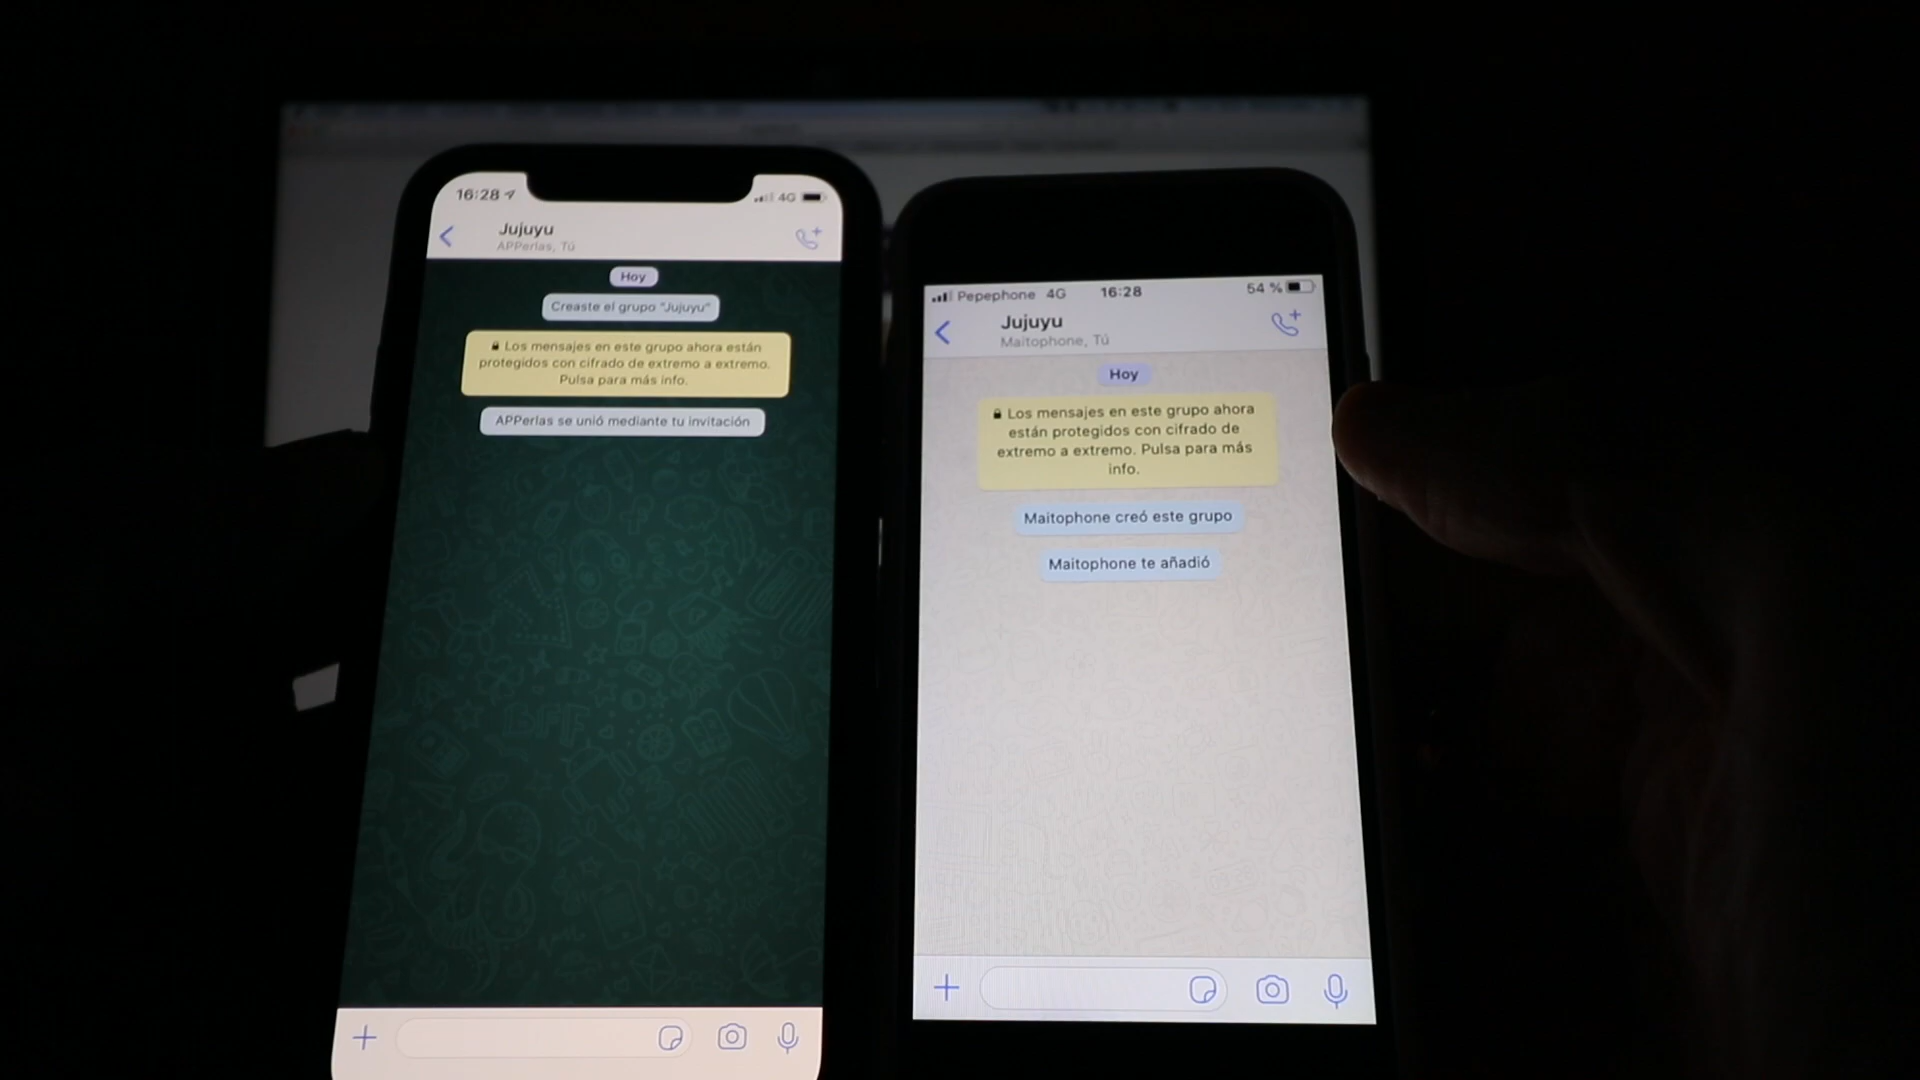 16:28
4G
Jujuyu
APPerlas, Tú
Hoy
Creaste el grupo "Jujuyu"
Los mensajes en este grupo ahora están
protegidos con cifrado de extremo a extremo.
Pulsa para más info.
APPerlas se unió mediante tu invitación
Pepephone 4G 16:28 54 %
Jujuyu
Maitophone, Tú
Hoy
Los mensajes en este grupo ahora
están protegidos con cifrado de
extremo a extremo. Pulsa para más
info.
Maitophone creó este grupo
Maitophone te añadió